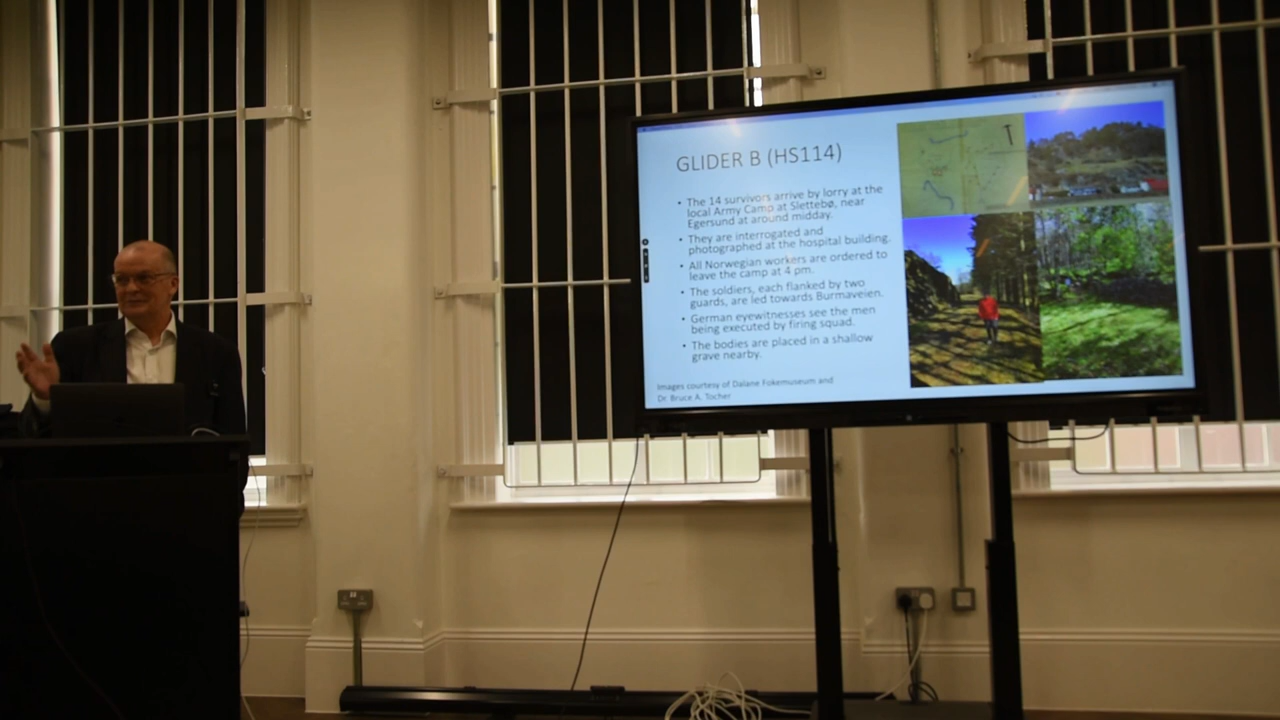 GLIDER B (HS114)
• The 14 survivors arrive by lorry at the
local Army Camp at Slettebø, near
Egersund at around midday.
• They are interrogated and
photographed at the hospital building.
• All Norwegian workers are ordered to
leave the camp at 4 pm.
• The soldiers, each flanked by two
guards, are led towards Burmaveien.
• German eyewitnesses see the men
being executed by firing squad.
• The bodies are placed in a shallow
grave nearby.
Images courtesy of Dalane Fokemuseum and
Dr. Bruce A. Tocher